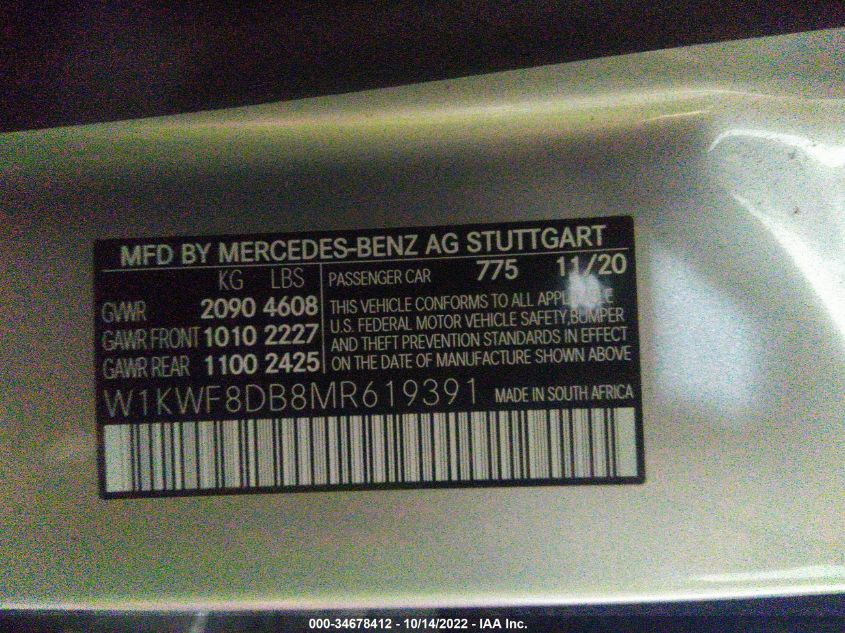 MFD BY MERCEDES-BENZ AG STUTTGART
KG LBS
GVWR 2090 4608
GAWR FRONT 1010 2227
GAWR REAR 1100 2425
PASSENGER CAR 775 11/20
THIS VEHICLE CONFORMS TO ALL APPLICABLE
U.S. FEDERAL MOTOR VEHICLE SAFETY, BUMPER
AND THEFT PREVENTION STANDARDS IN EFFECT
ON THE DATE OF MANUFACTURE SHOWN ABOVE
W1KWF8DB8MR619391 MADE IN SOUTH AFRICA
000-34678412 - 10/14/2022 - IAA Inc.